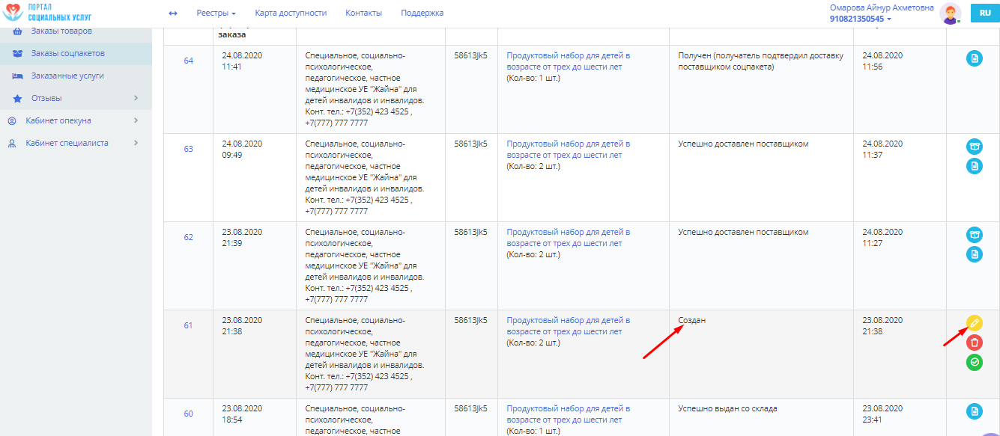 ПОРТАЛ
СОЦИАЛЬНЫХ УСЛУГ
Реестры
Карта доступности
Контакты
Поддержка
Омарова Айнур Ахметовна
910821350545
RU
Заказы товаров
Заказы соцпакетов
Заказанные услуги
Отзывы
Кабинет опекуна
Кабинет специалиста
заказа
64
24.08.2020
11:41
Специальное, социально-
психологическое,
педагогическое, частное
медицинское УЕ "Жайна" для
детей инвалидов и инвалидов.
Конт. тел.: +7(352) 423 4525 ,
+7(777) 777 7777
58613Jk5
Продуктовый набор для детей в
возрасте от трех до шести лет
(Кол-во: 1 шт.)
Получен (получатель подтвердил доставку
поставщиком соцпакета)
24.08.2020
11:56
63
24.08.2020
09:49
Специальное, социально-
психологическое,
педагогическое, частное
медицинское УЕ "Жайна" для
детей инвалидов и инвалидов.
Конт. тел.: +7(352) 423 4525 ,
+7(777) 777 7777
58613Jk5
Продуктовый набор для детей в
возрасте от трех до шести лет
(Кол-во: 2 шт.)
Успешно доставлен поставщиком
24.08.2020
11:37
62
23.08.2020
21:39
Специальное, социально-
психологическое,
педагогическое, частное
медицинское УЕ "Жайна" для
детей инвалидов и инвалидов.
Конт. тел.: +7(352) 423 4525 ,
+7(777) 777 7777
58613Jk5
Продуктовый набор для детей в
возрасте от трех до шести лет
(Кол-во: 2 шт.)
Успешно доставлен поставщиком
24.08.2020
11:27
61
23.08.2020
21:38
Специальное, социально-
психологическое,
педагогическое, частное
медицинское УЕ "Жайна" для
детей инвалидов и инвалидов.
Конт. тел.: +7(352) 423 4525 ,
+7(777) 777 7777
58613Jk5
Продуктовый набор для детей в
возрасте от трех до шести лет
(Кол-во: 2 шт.)
Создан
23.08.2020
21:38
60
23.08.2020
18:54
Специальное, социально-
психологическое,
педагогическое, частное
58613Jk5
Продуктовый набор для детей в
возрасте от трех до шести лет
(Кол-во: 1 шт.)
Успешно выдан со склада
23.08.2020
23:41